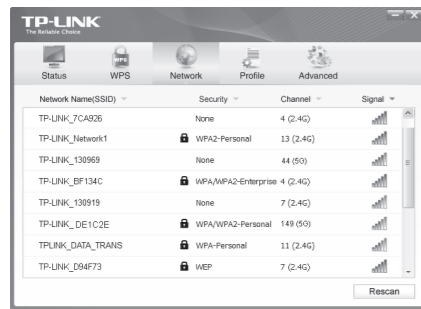 TP-LINK
The Reliable Choice
WPS
Status WPS Network Profile Advanced
Network Name(SSID) Security Channel Signal
TP-LINK_7CA926 None 4 (2.4G)
TP-LINK_Network1 WPA2-Personal 13 (2.4G)
TP-LINK_130969 None 44 (5G)
TP-LINK_BF134C WPA/WPA2-Enterprise 4 (2.4G)
TP-LINK_130919 None 7 (2.4G)
TP-LINK_ DE1C2E WPA/WPA2-Personal 149 (5G)
TPLINK_DATA_TRANS WPA-Personal 11 (2.4G)
TP-LINK_D94F73 WEP 7 (2.4G)
Rescan